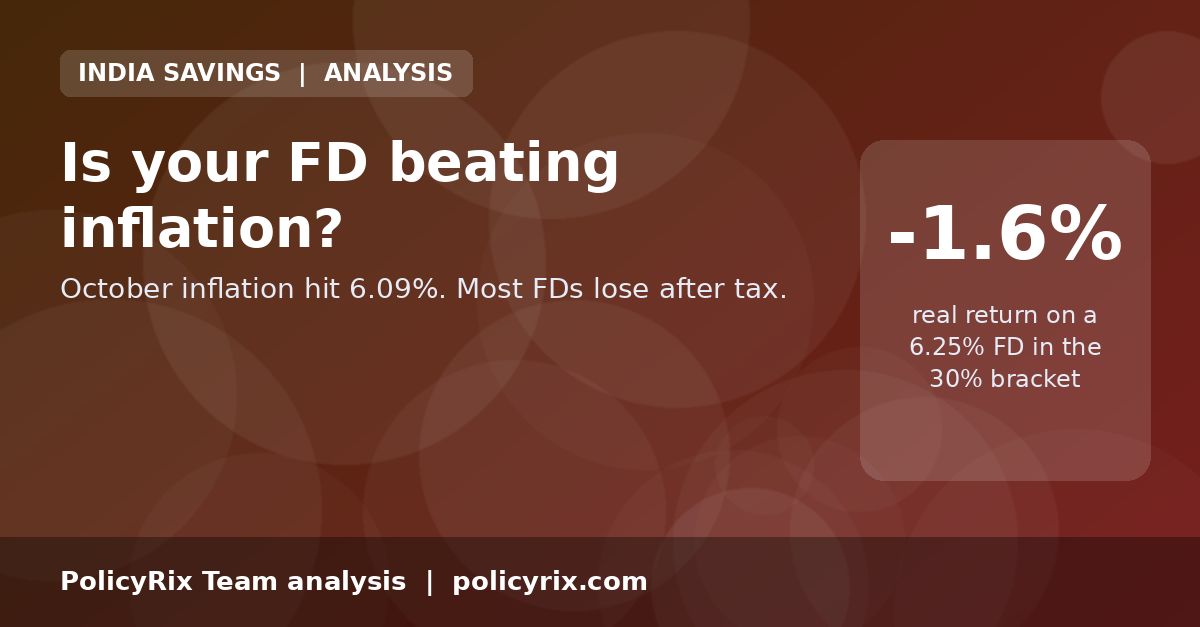 INDIA SAVINGS | ANALYSIS
Is your FD beating
inflation?
October inflation hit 6.09%. Most FDs lose after tax.
-1.6%
real return on a
6.25% FD in the
30% bracket
PolicyRix Team analysis | policyrix.com